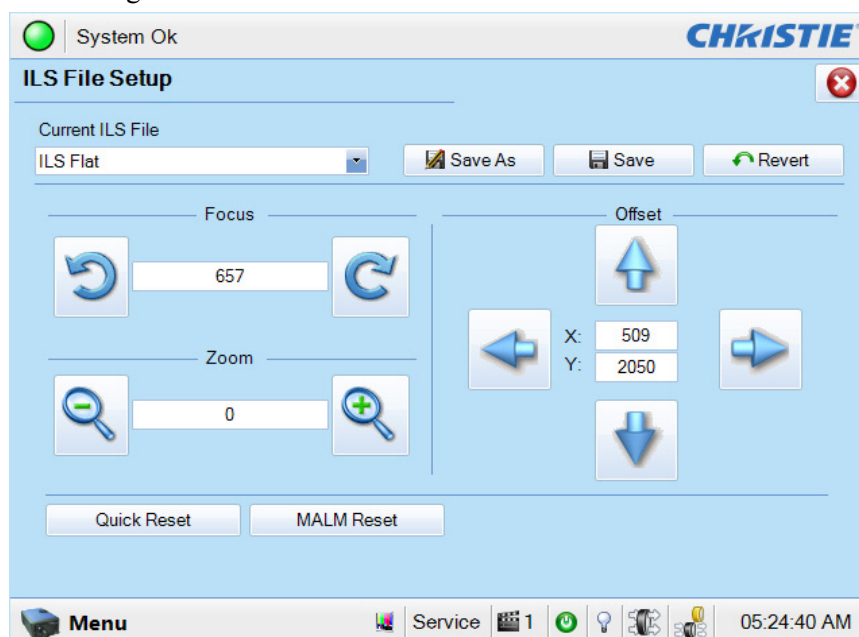 System Ok
CHRISTIE
ILS File Setup
Current ILS File
ILS Flat
Save As
Save
Revert
Focus
657
Zoom
0
Offset
X: 509
Y: 2050
Quick Reset
MALM Reset
Menu
Service
1
05:24:40 AM